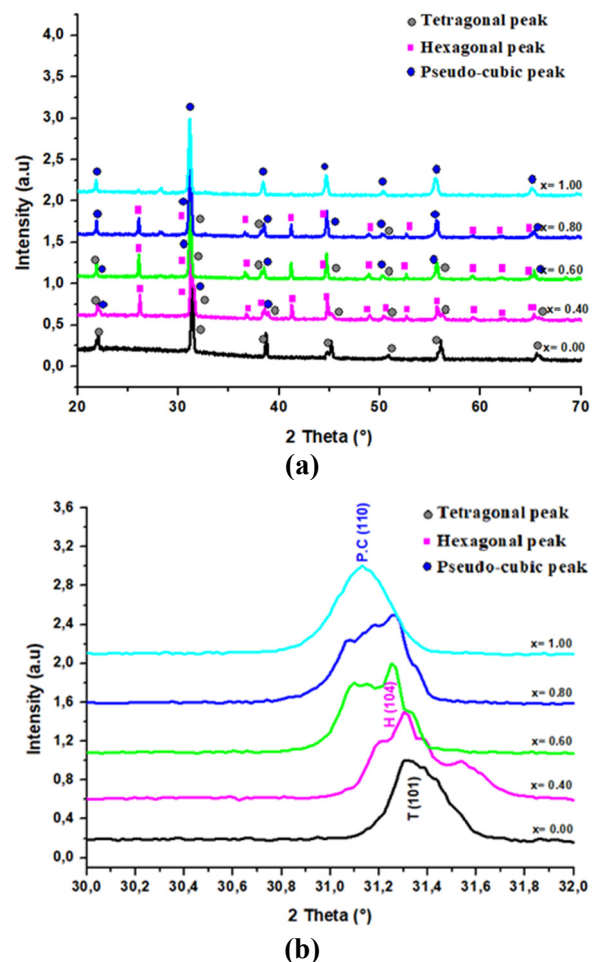 4,0
3,5
3,0
2,5
2,0
1,5
1,0
0,5
0,0
Intensity (a.u)
Tetragonal peak
Hexagonal peak
Pseudo-cubic peak
x= 1.00
x= 0.80
x= 0.60
x= 0.40
x= 0.00
20 30 40 50 60 70
2 Theta (°)
(a)
3,6
3,2
2,8
2,4
2,0
1,6
1,2
0,8
0,4
0,0
Intensity (a.u)
Tetragonal peak
Hexagonal peak
Pseudo-cubic peak
P.C (110)
H (104)
T (101)
x= 1.00
x= 0.80
x= 0.60
x= 0.40
x= 0.00
30,0 30,2 30,4 30,6 30,8 31,0 31,2 31,4 31,6 31,8 32,0
2 Theta (°)
(b)